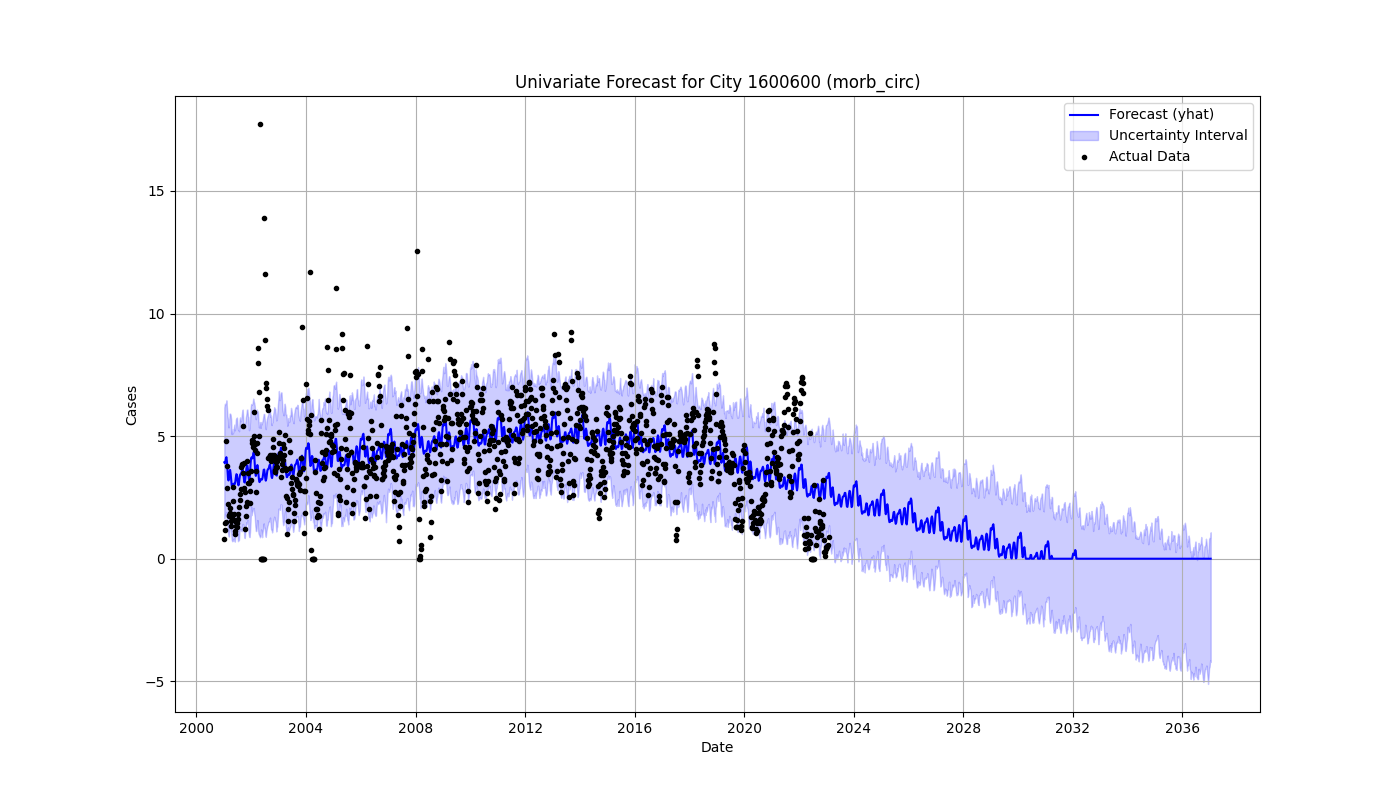 Univariate Forecast for City 1600600 (morb_circ)
Forecast (yhat)
Uncertainty Interval
Actual Data
Cases
15
10
5
0
−5
2000 2004 2008 2012 2016 2020 2024 2028 2032 2036
Date